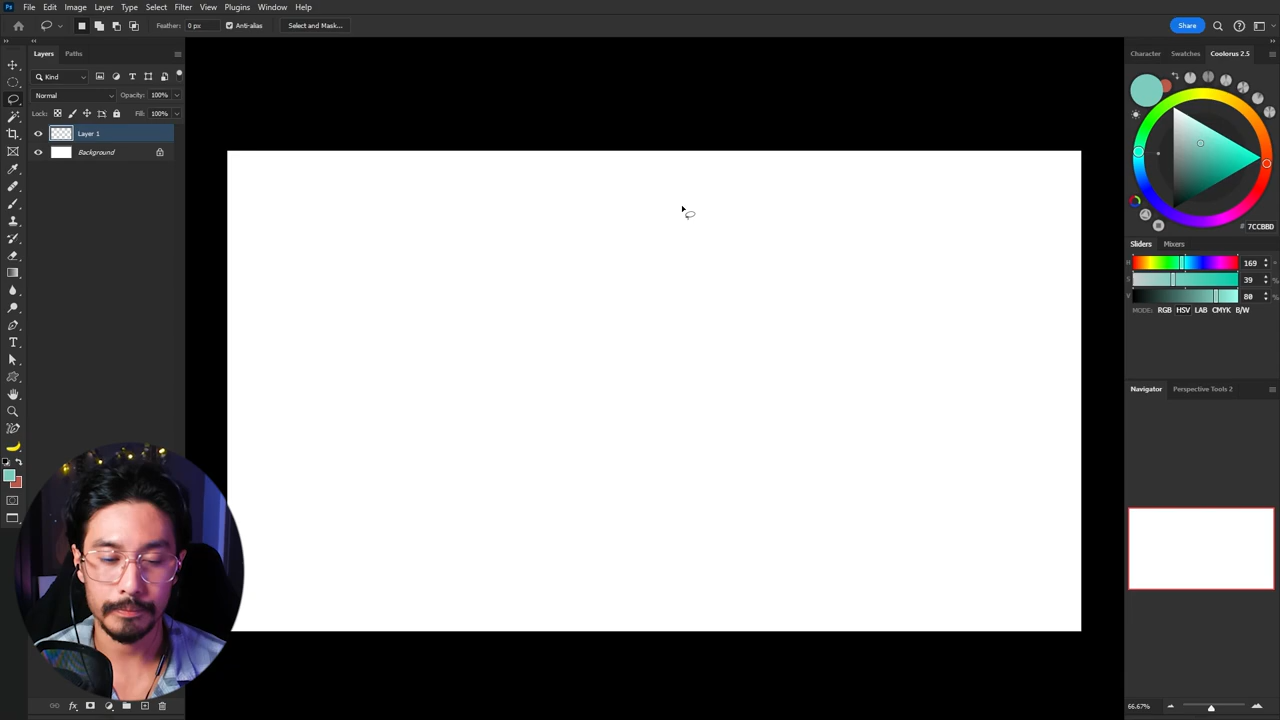 Ps File Edit Image Layer Type Select Filter View Plugins Window Help
Feather: 0 px Anti-alias Select and Mask... Share
Layers Paths
Kind
Normal Opacity: 100%
Lock: Fill: 100%
Layer 1
Background
fx
Character Swatches Coolorus 2.5
# 7CCBBD
Sliders Mixers
H 169 °
S 39 %
V 80 %
MODE: RGB HSV LAB CMYK B/W
Navigator Perspective Tools 2
66.67%